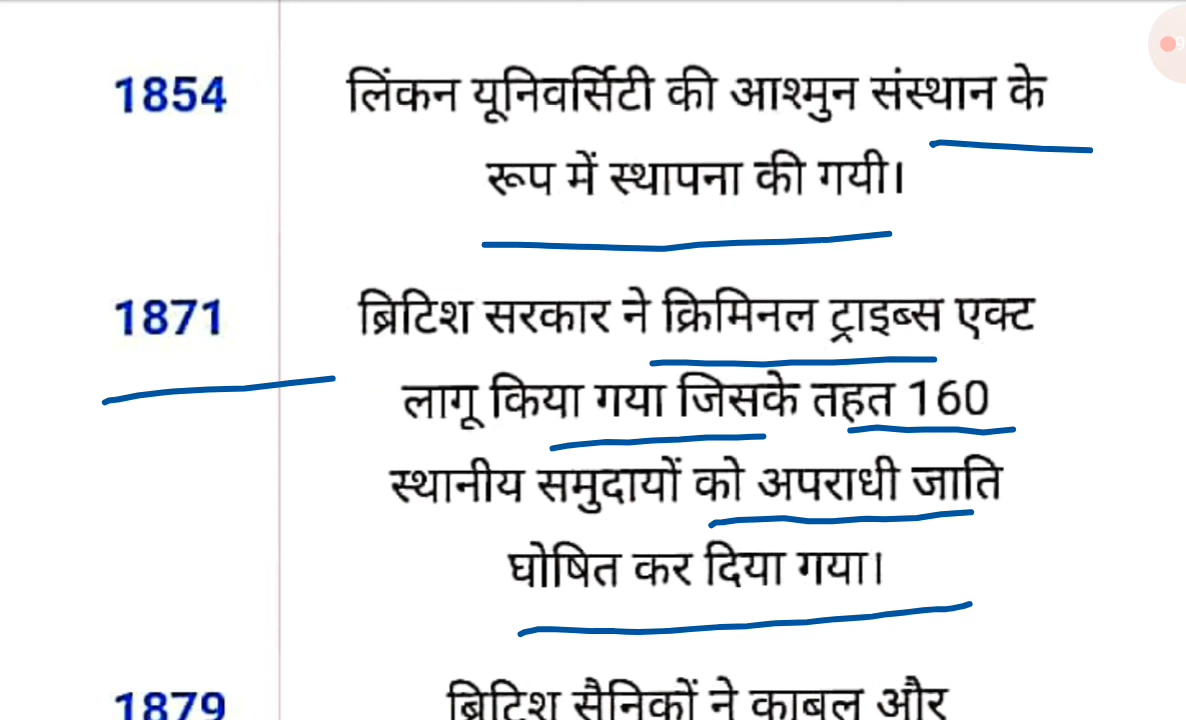 1854 लिंकन यूनिवर्सिटी की आश्मुन संस्थान के
रूप में स्थापना की गयी।
1871 ब्रिटिश सरकार ने क्रिमिनल ट्राइब्स एक्ट
लागू किया गया जिसके तहत 160
स्थानीय समुदायों को अपराधी जाति
घोषित कर दिया गया।
1879 ब्रिटिश सैनिकों ने काबुल और